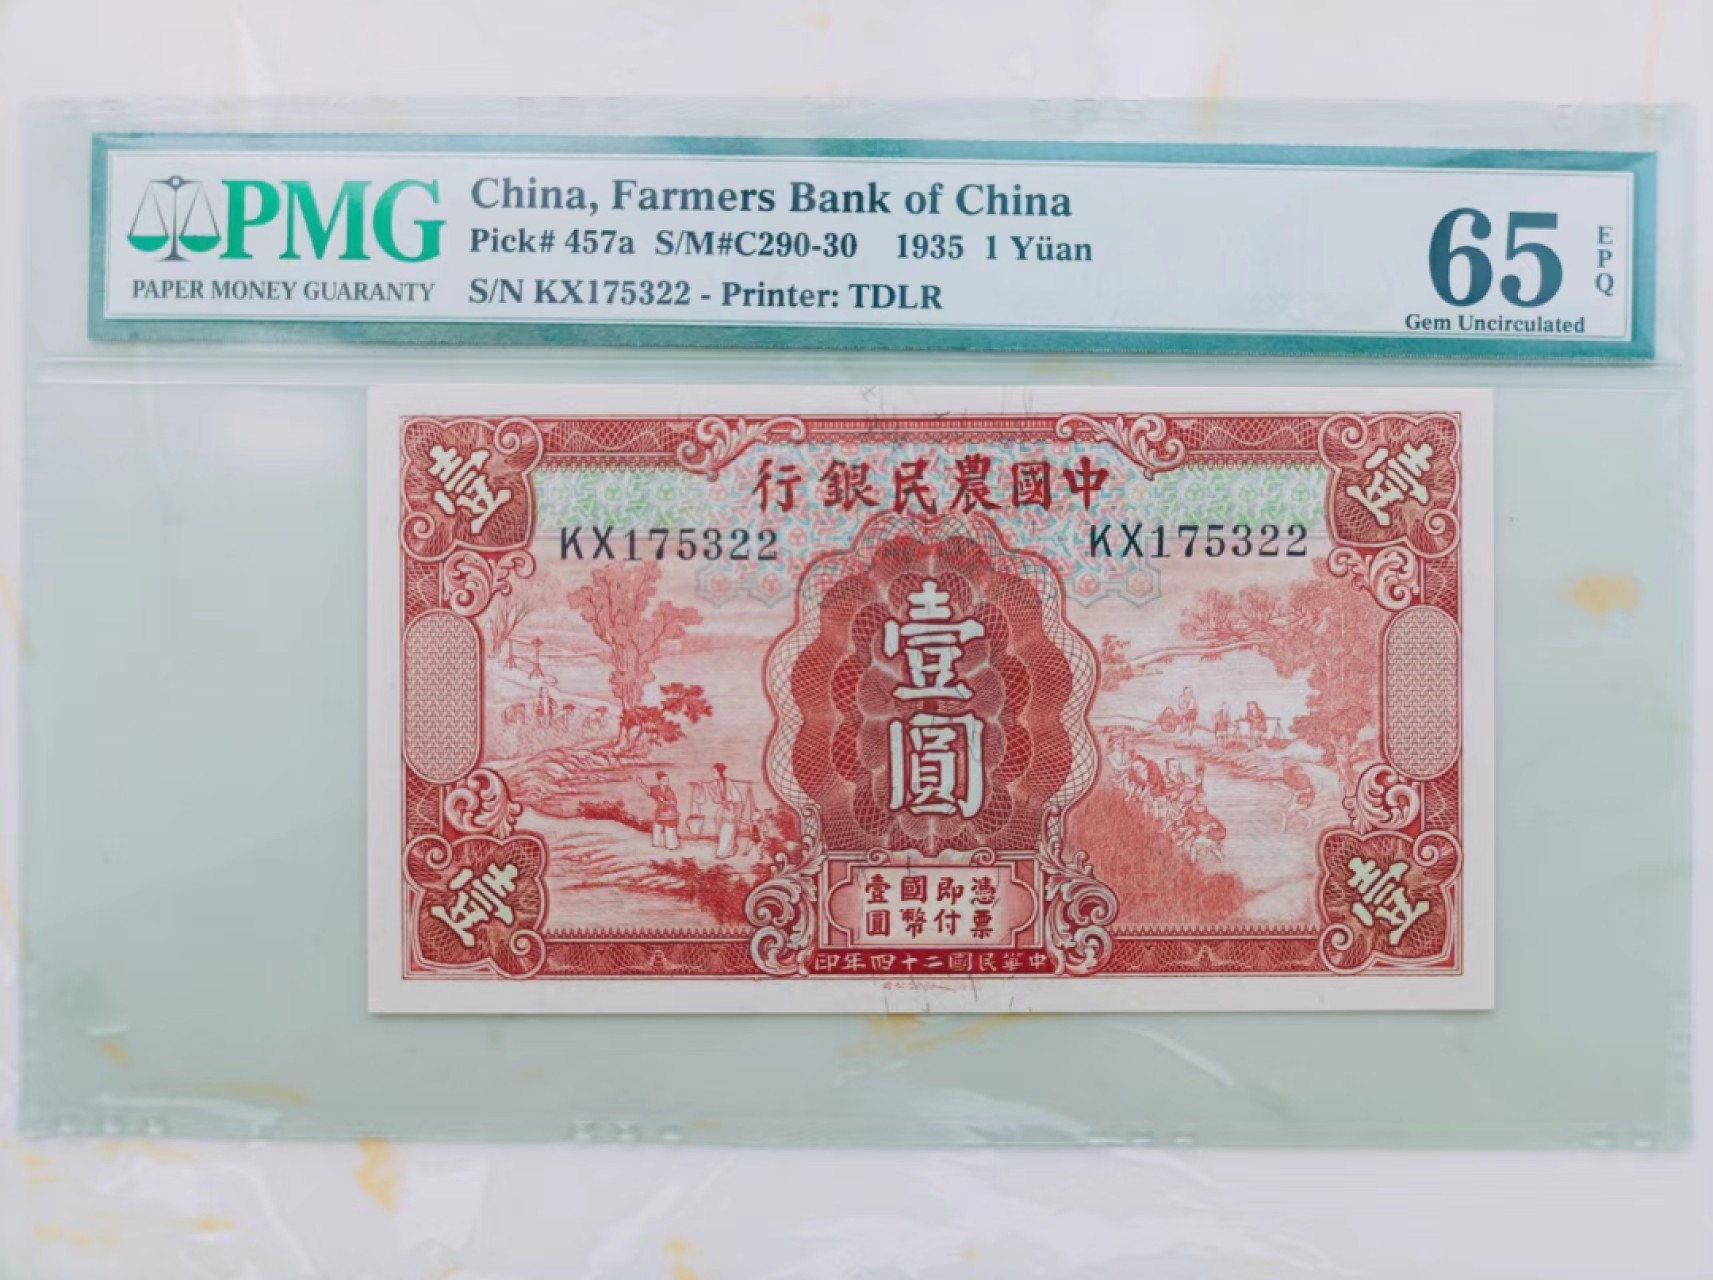 PMG
PAPER MONEY GUARANTY
China, Farmers Bank of China
Pick# 457a S/M#C290-30 1935 1 Yüan
S/N KX175322 - Printer: TDLR
65
EPQ
Gem Uncirculated
壹
壹
行銀民農國中
KX175322
KX175322
壹圓
憑票
即付
國幣
壹圓
壹
壹
印年四十二國民華中